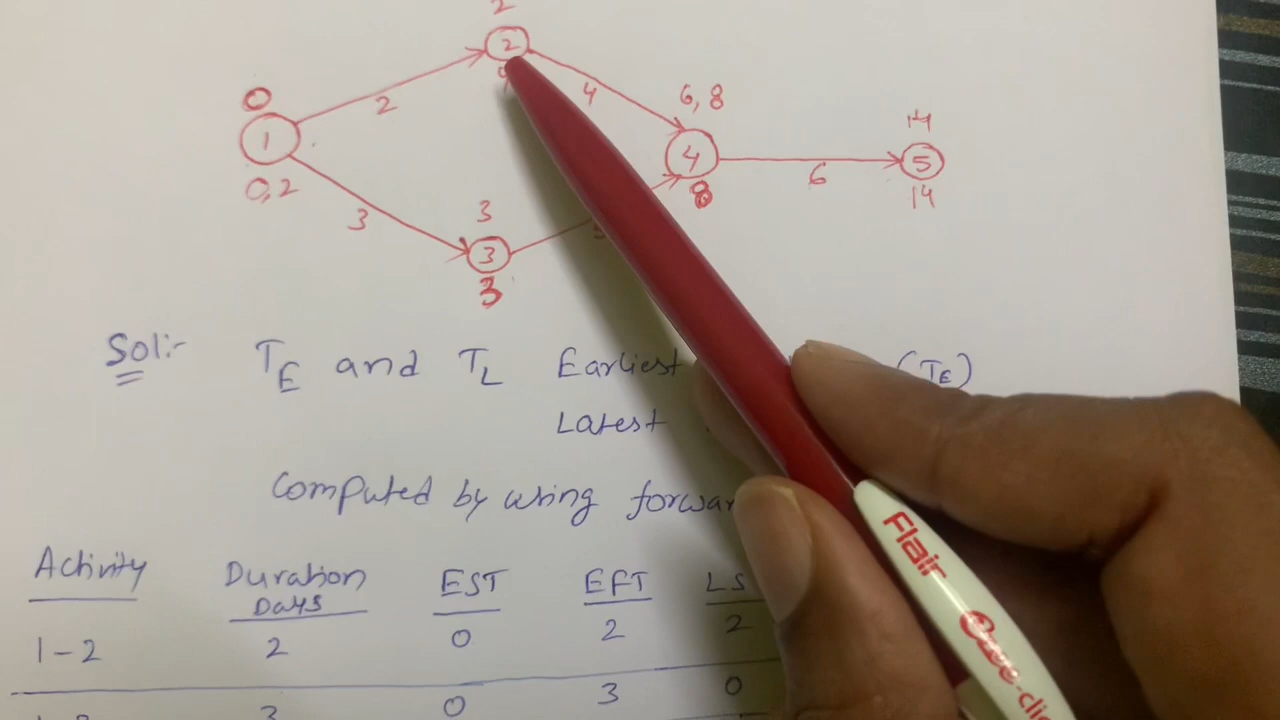 2
2
0
1
0,2
2
4
6, 8
4
8
14
5
14
6
3
3
3
3
Sol:-
TE and TL Earliest (TE)
Latest
Computed by using forwar
Activity Duration Days EST EFT LS
1-2 2 0 2 2
3 0 3 0
Flair